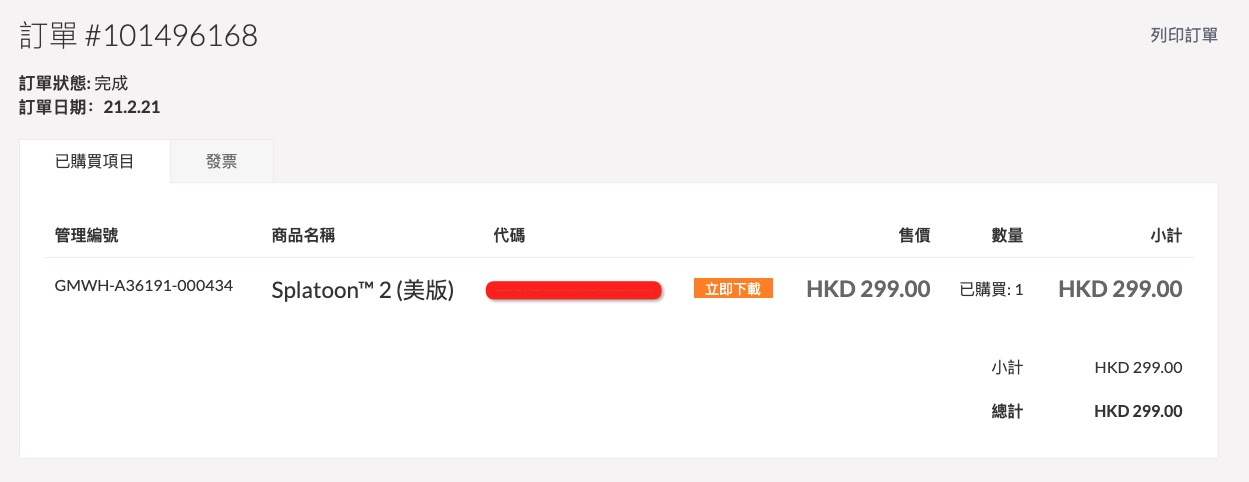 訂單 #101496168
列印訂單
訂單狀態: 完成
訂單日期： 21.2.21
已購買項目 發票
管理編號 商品名稱 代碼 售價 數量 小計
GMWH-A36191-000434 Splatoon™ 2 (美版) 立即下載 HKD 299.00 已購買: 1 HKD 299.00
小計 HKD 299.00
總計 HKD 299.00